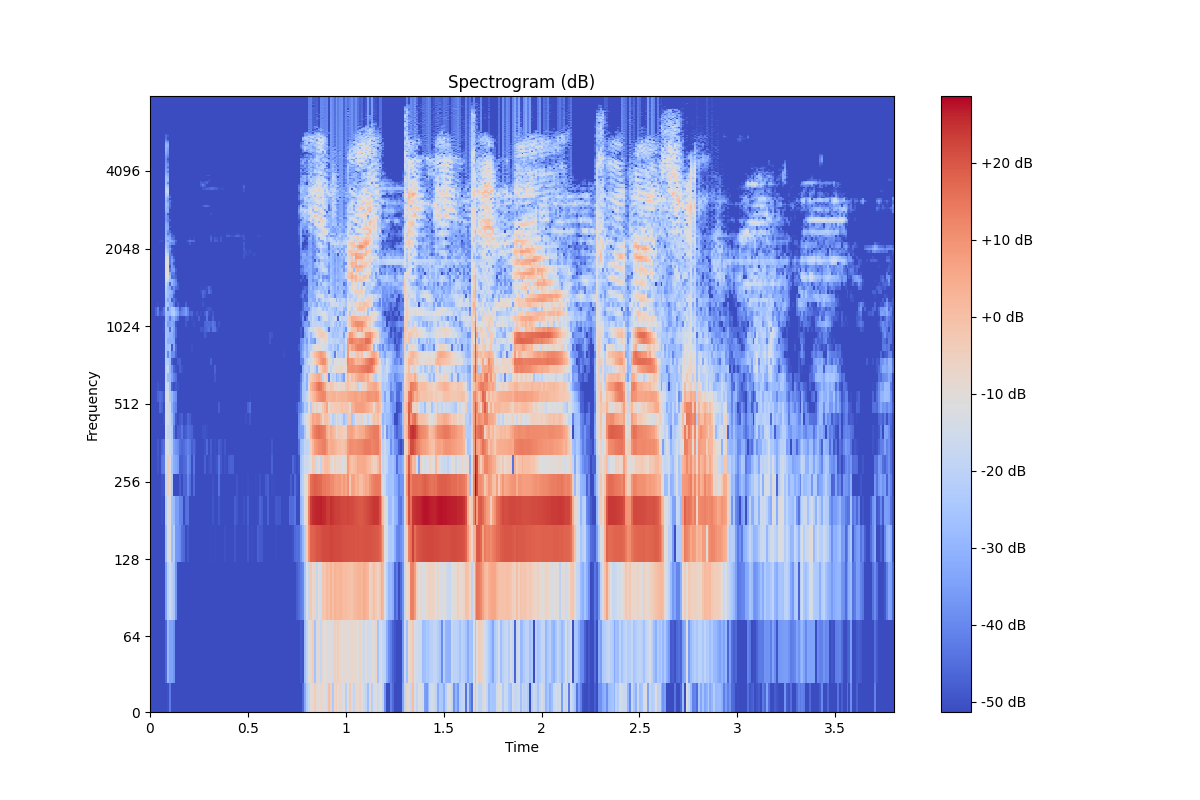 Spectrogram (dB)
Frequency
4096
2048
1024
512
256
128
64
0
0
0.5
1
1.5
2
2.5
3
3.5
Time
+20 dB
+10 dB
+0 dB
-10 dB
-20 dB
-30 dB
-40 dB
-50 dB